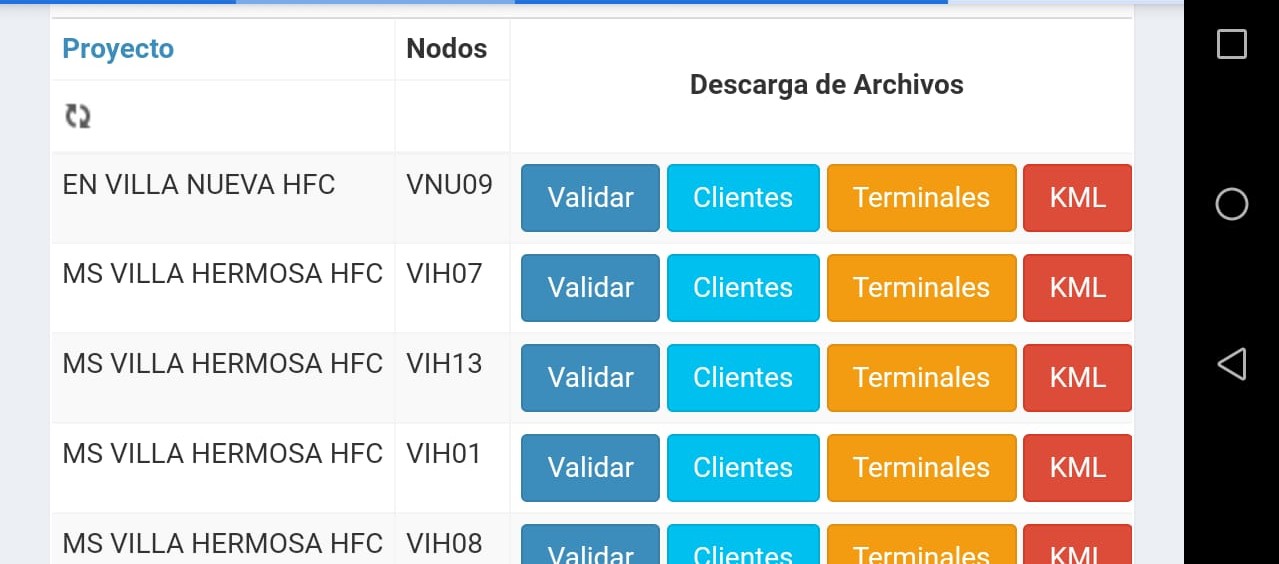 Proyecto Nodos
Descarga de Archivos
EN VILLA NUEVA HFC VNU09 Validar Clientes Terminales KML
MS VILLA HERMOSA HFC VIH07 Validar Clientes Terminales KML
MS VILLA HERMOSA HFC VIH13 Validar Clientes Terminales KML
MS VILLA HERMOSA HFC VIH01 Validar Clientes Terminales KML
MS VILLA HERMOSA HFC VIH08 Validar Clientes Terminales KML